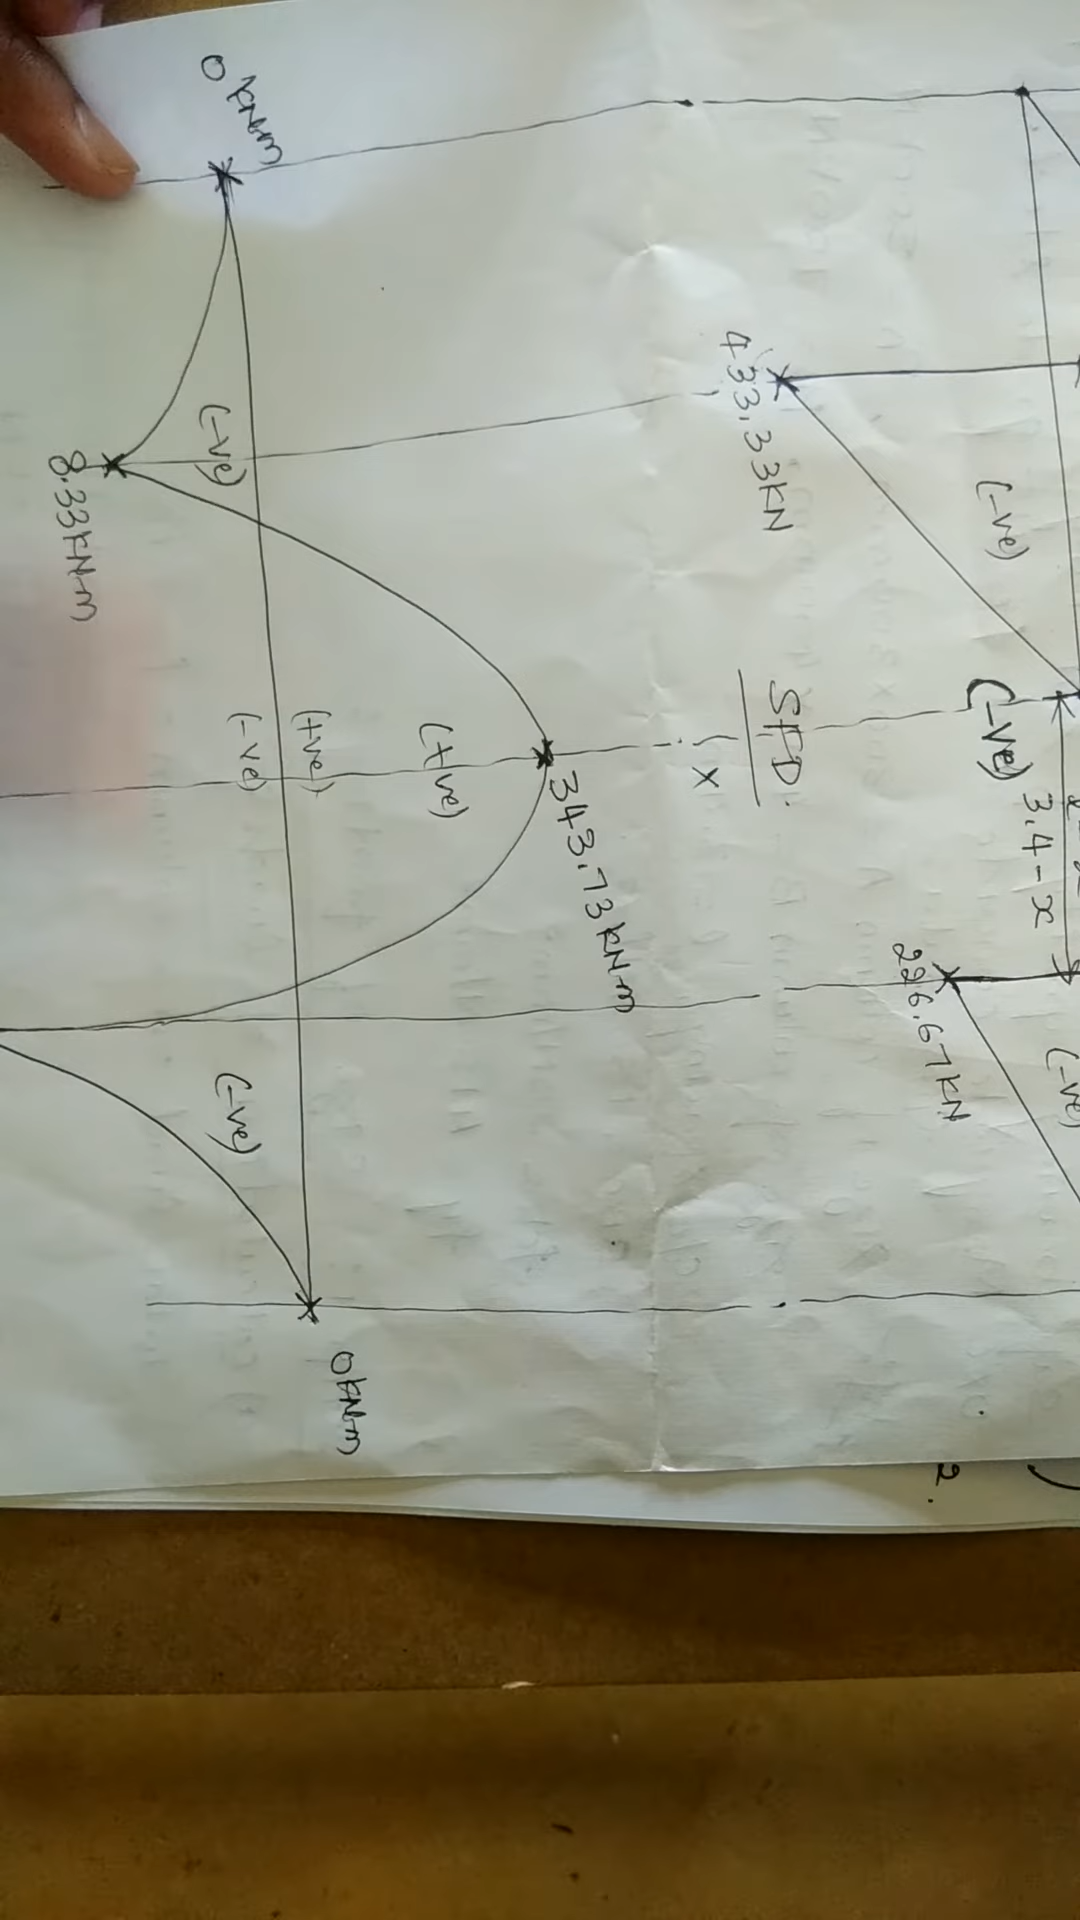 (-ve)
433.33kN
(-ve)
3.4-x
226.67kN
(-ve)
SFD.
x
343.73kN-m
(+ve)
(+ve)
(-ve)
0 kNm
(-ve)
8.33kN-m
(-ve)
0kNm
2.